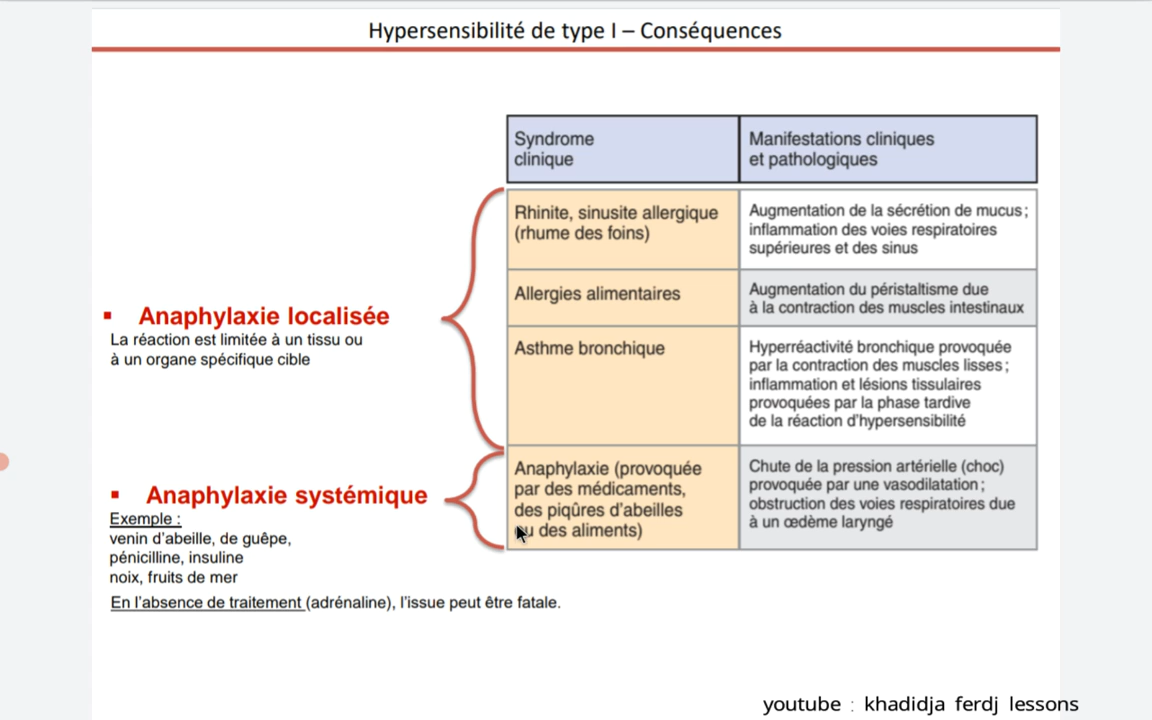 Hypersensibilité de type I – Conséquences
Syndrome
clinique
Manifestations cliniques
et pathologiques
Rhinite, sinusite allergique
(rhume des foins)
Augmentation de la sécrétion de mucus ;
inflammation des voies respiratoires
supérieures et des sinus
Allergies alimentaires
Augmentation du péristaltisme due
à la contraction des muscles intestinaux
Asthme bronchique
Hyperréactivité bronchique provoquée
par la contraction des muscles lisses ;
inflammation et lésions tissulaires
provoquées par la phase tardive
de la réaction d'hypersensibilité
Anaphylaxie (provoquée
par des médicaments,
des piqûres d'abeilles
ou des aliments)
Chute de la pression artérielle (choc)
provoquée par une vasodilatation ;
obstruction des voies respiratoires due
à un œdème laryngé
▪ Anaphylaxie localisée
La réaction est limitée à un tissu ou
à un organe spécifique cible
▪ Anaphylaxie systémique
Exemple :
venin d'abeille, de guêpe,
pénicilline, insuline
noix, fruits de mer
En l'absence de traitement (adrénaline), l'issue peut être fatale.
youtube : khadidja ferdj lessons